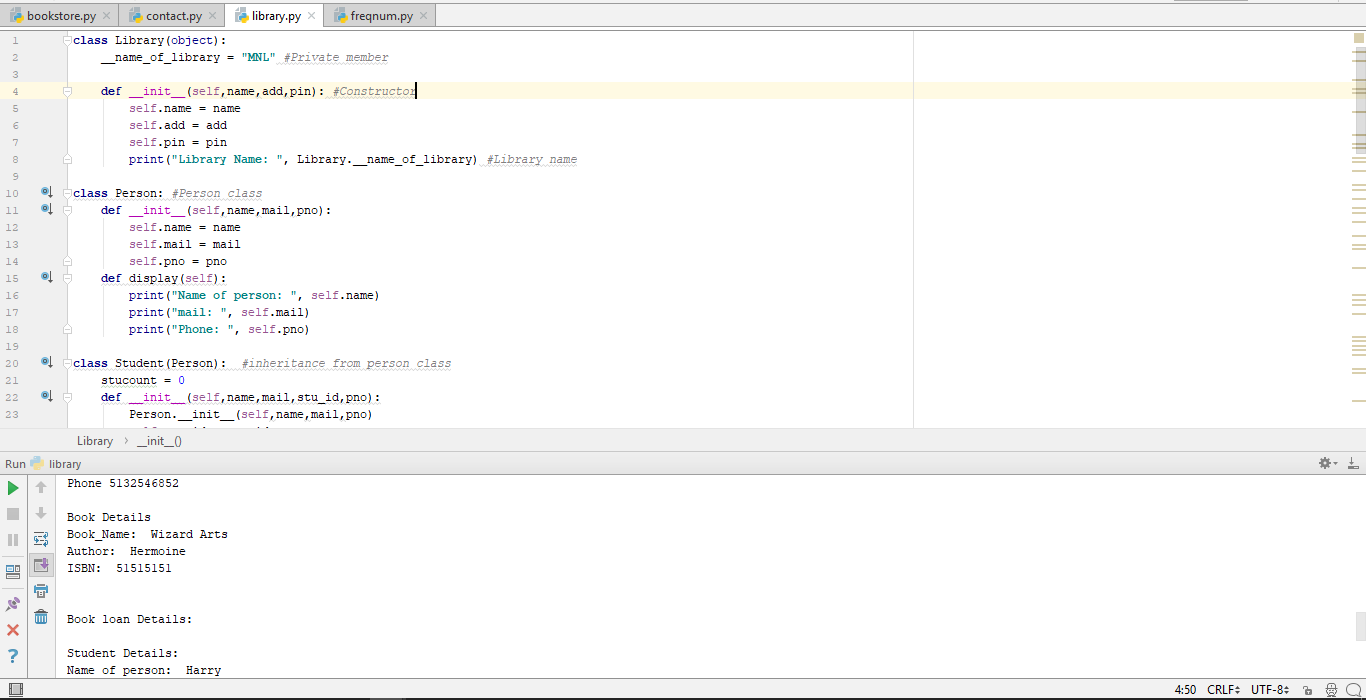 bookstore.py contact.py library.py freqnum.py
1 class Library(object):
2 __name_of_library = "MNL" #Private member
3
4 def __init__(self,name,add,pin): #Constructor
5 self.name = name
6 self.add = add
7 self.pin = pin
8 print("Library Name: ", Library.__name_of_library) #Library name
9
10 class Person: #Person class
11 def __init__(self,name,mail,pno):
12 self.name = name
13 self.mail = mail
14 self.pno = pno
15 def display(self):
16 print("Name of person: ", self.name)
17 print("mail: ", self.mail)
18 print("Phone: ", self.pno)
19
20 class Student(Person): #inheritance from person class
21 stucount = 0
22 def __init__(self,name,mail,stu_id,pno):
23 Person.__init__(self,name,mail,pno)
Library › __init__()
Run library
Phone 5132546852
Book Details
Book_Name: Wizard Arts
Author: Hermoine
ISBN: 51515151
Book loan Details:
Student Details:
Name of person: Harry
4:50 CRLF UTF-8